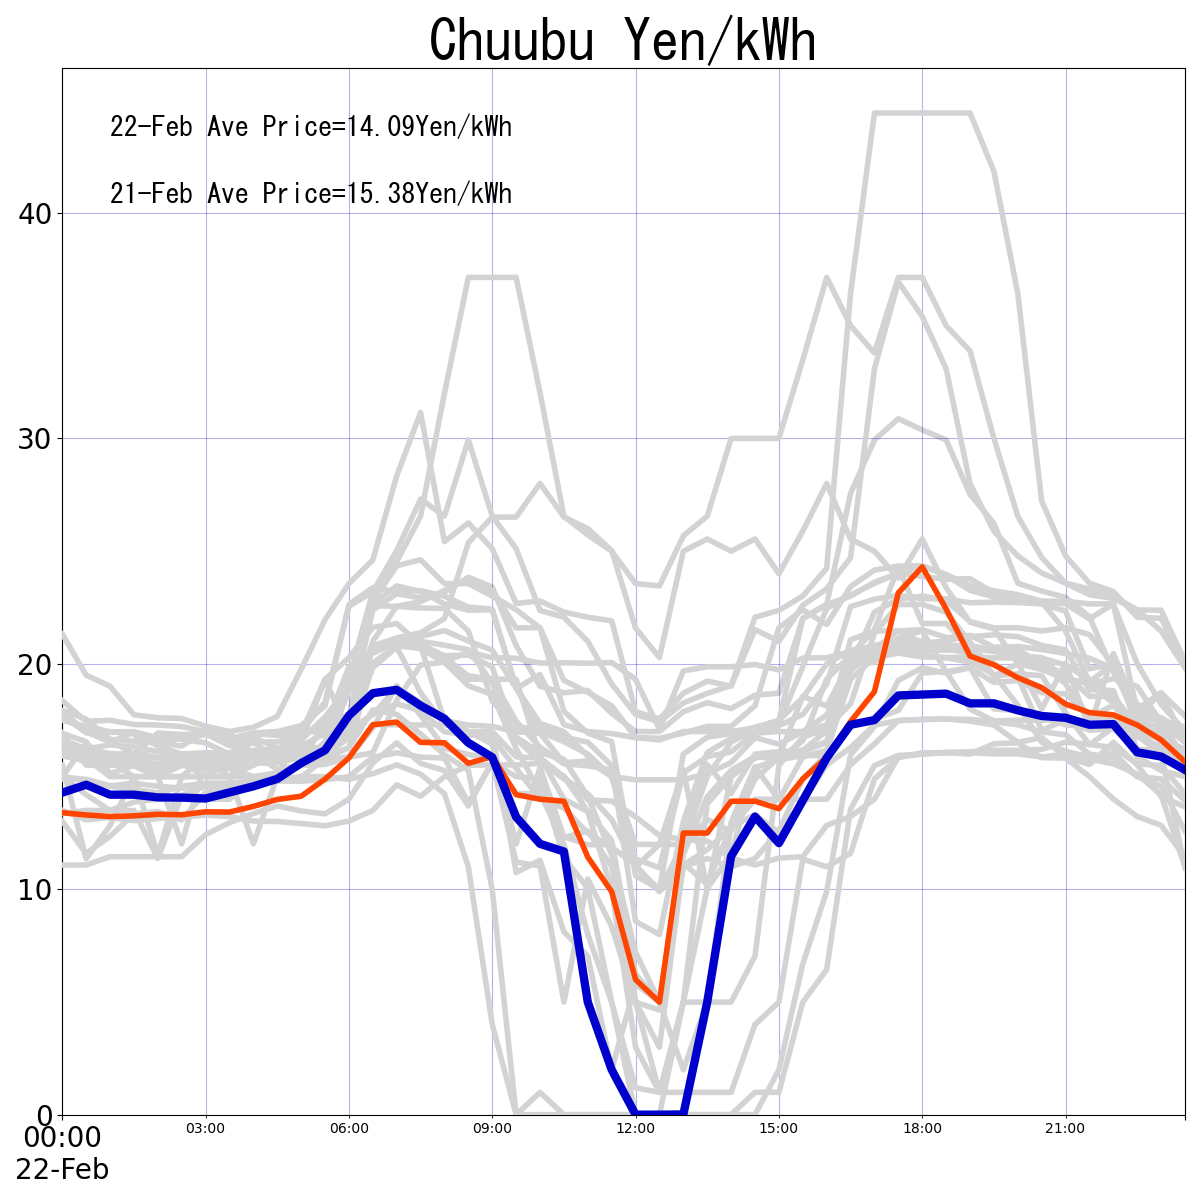 Chuubu Yen/kWh
22-Feb Ave Price=14.09Yen/kWh
21-Feb Ave Price=15.38Yen/kWh
40
30
20
10
0
00:00 03:00 06:00 09:00 12:00 15:00 18:00 21:00
22-Feb